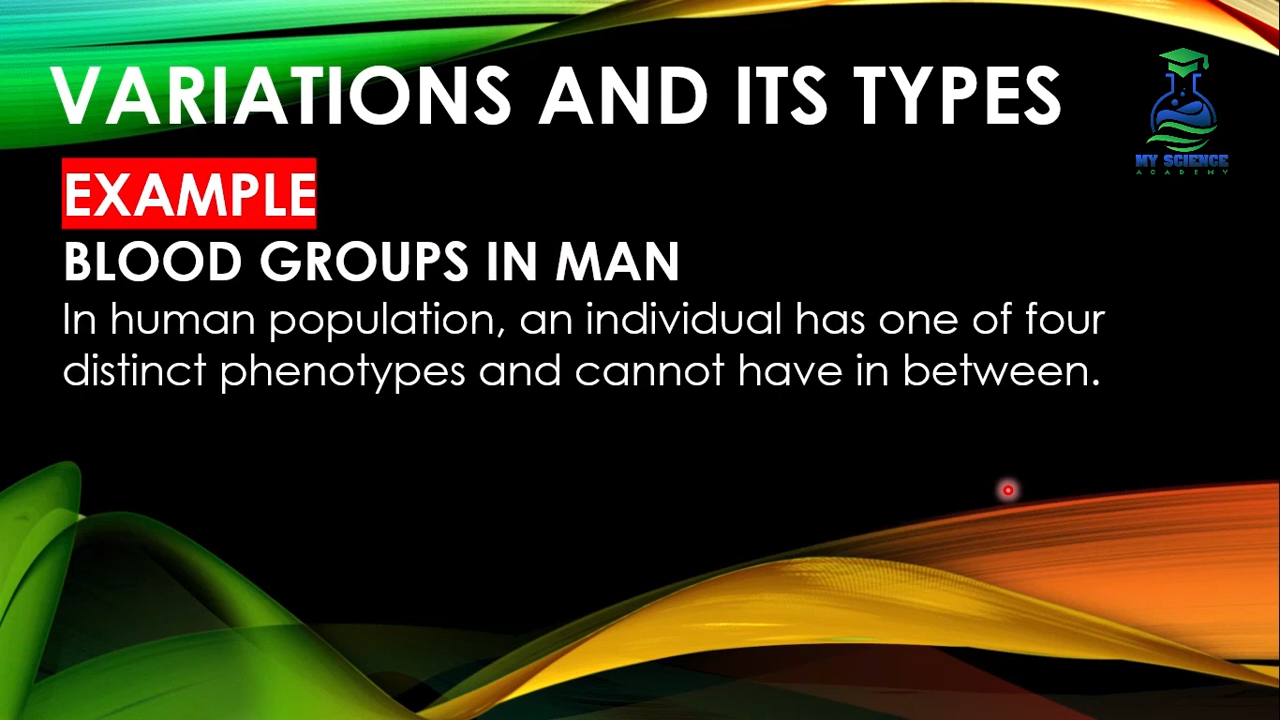 VARIATIONS AND ITS TYPES
MY SCIENCE
ACADEMY
EXAMPLE
BLOOD GROUPS IN MAN
In human population, an individual has one of four
distinct phenotypes and cannot have in between.